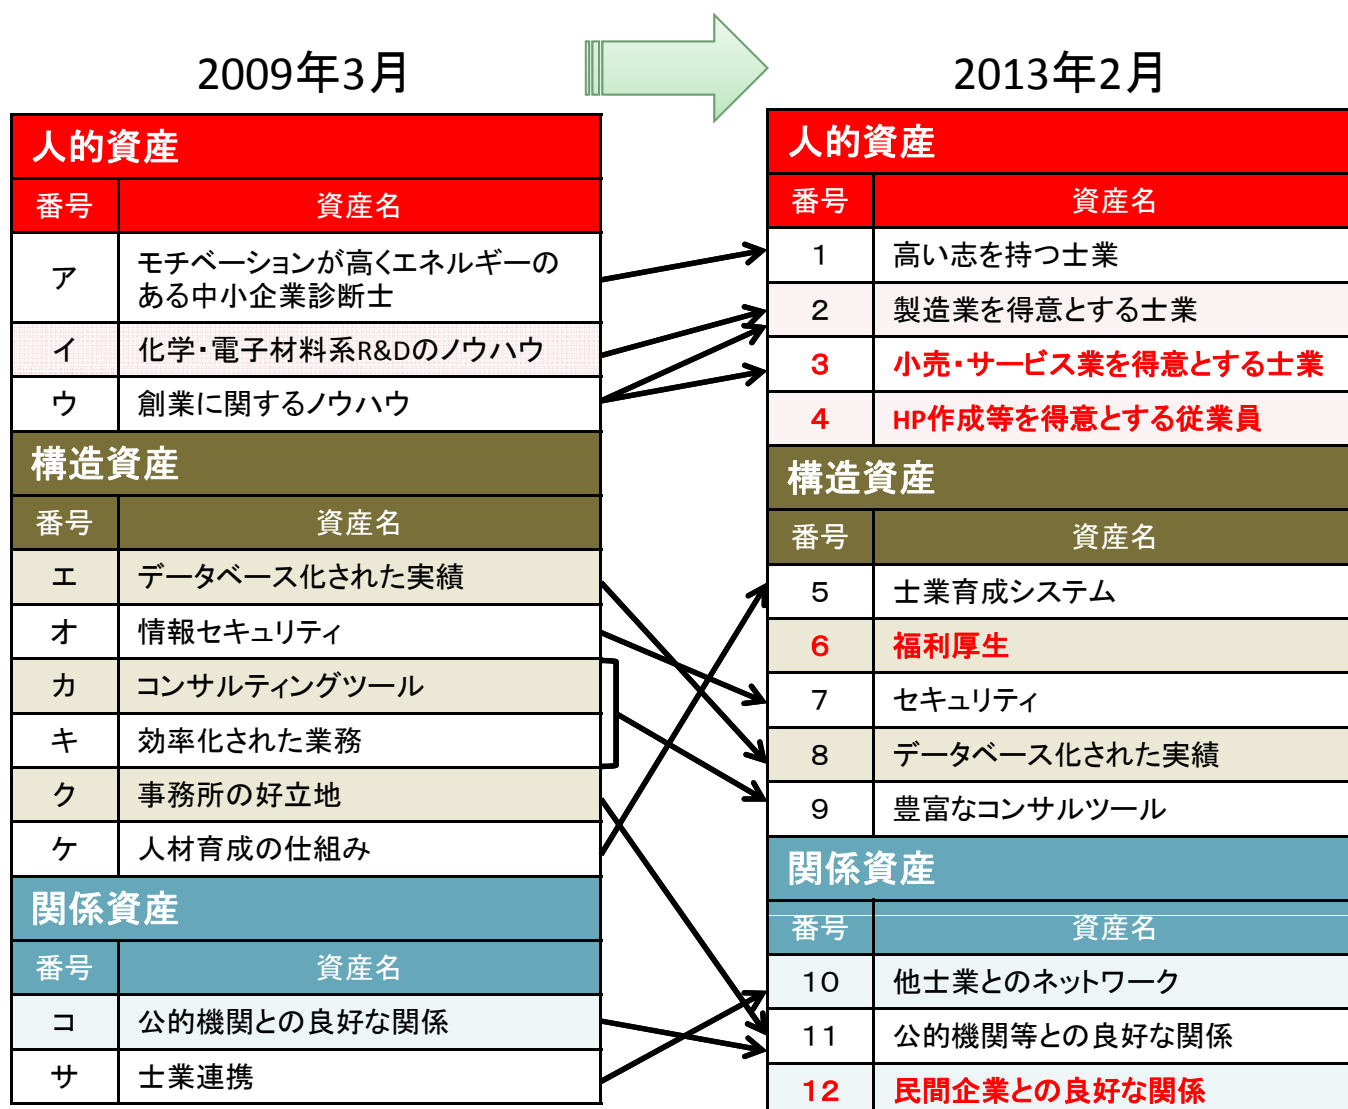 2009年3月
人的資産
番号 資産名
ア モチベーションが高くエネルギーの
ある中小企業診断士
イ 化学・電子材料系R&Dのノウハウ
ウ 創業に関するノウハウ
構造資産
番号 資産名
エ データベース化された実績
オ 情報セキュリティ
カ コンサルティングツール
キ 効率化された業務
ク 事務所の好立地
ケ 人材育成の仕組み
関係資産
番号 資産名
コ 公的機関との良好な関係
サ 士業連携
2013年2月
人的資産
番号 資産名
1 高い志を持つ士業
2 製造業を得意とする士業
3 小売・サービス業を得意とする士業
4 HP作成等を得意とする従業員
構造資産
番号 資産名
5 士業育成システム
6 福利厚生
7 セキュリティ
8 データベース化された実績
9 豊富なコンサルツール
関係資産
番号 資産名
10 他士業とのネットワーク
11 公的機関等との良好な関係
12 民間企業との良好な関係